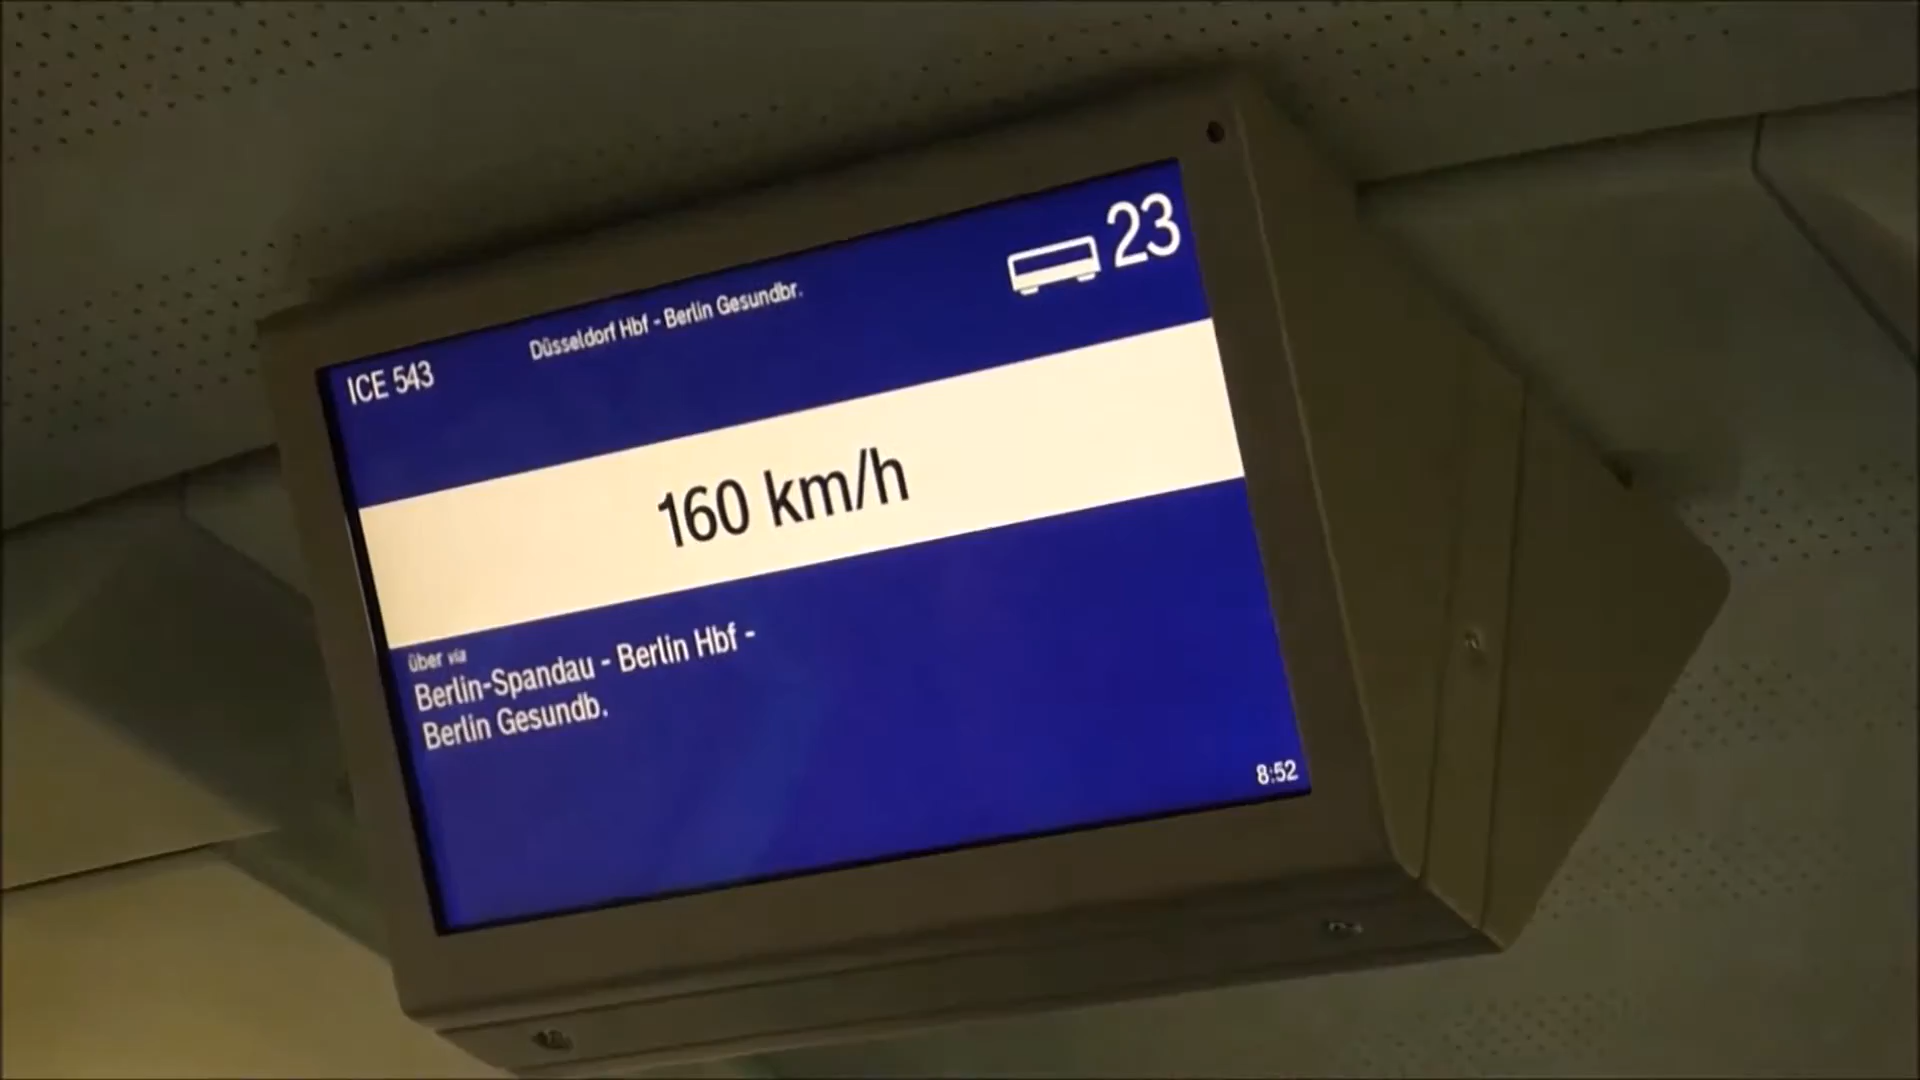 ICE 543
Düsseldorf Hbf - Berlin Gesundbr.
23
160 km/h
über via
Berlin-Spandau - Berlin Hbf -
Berlin Gesundb.
8:52